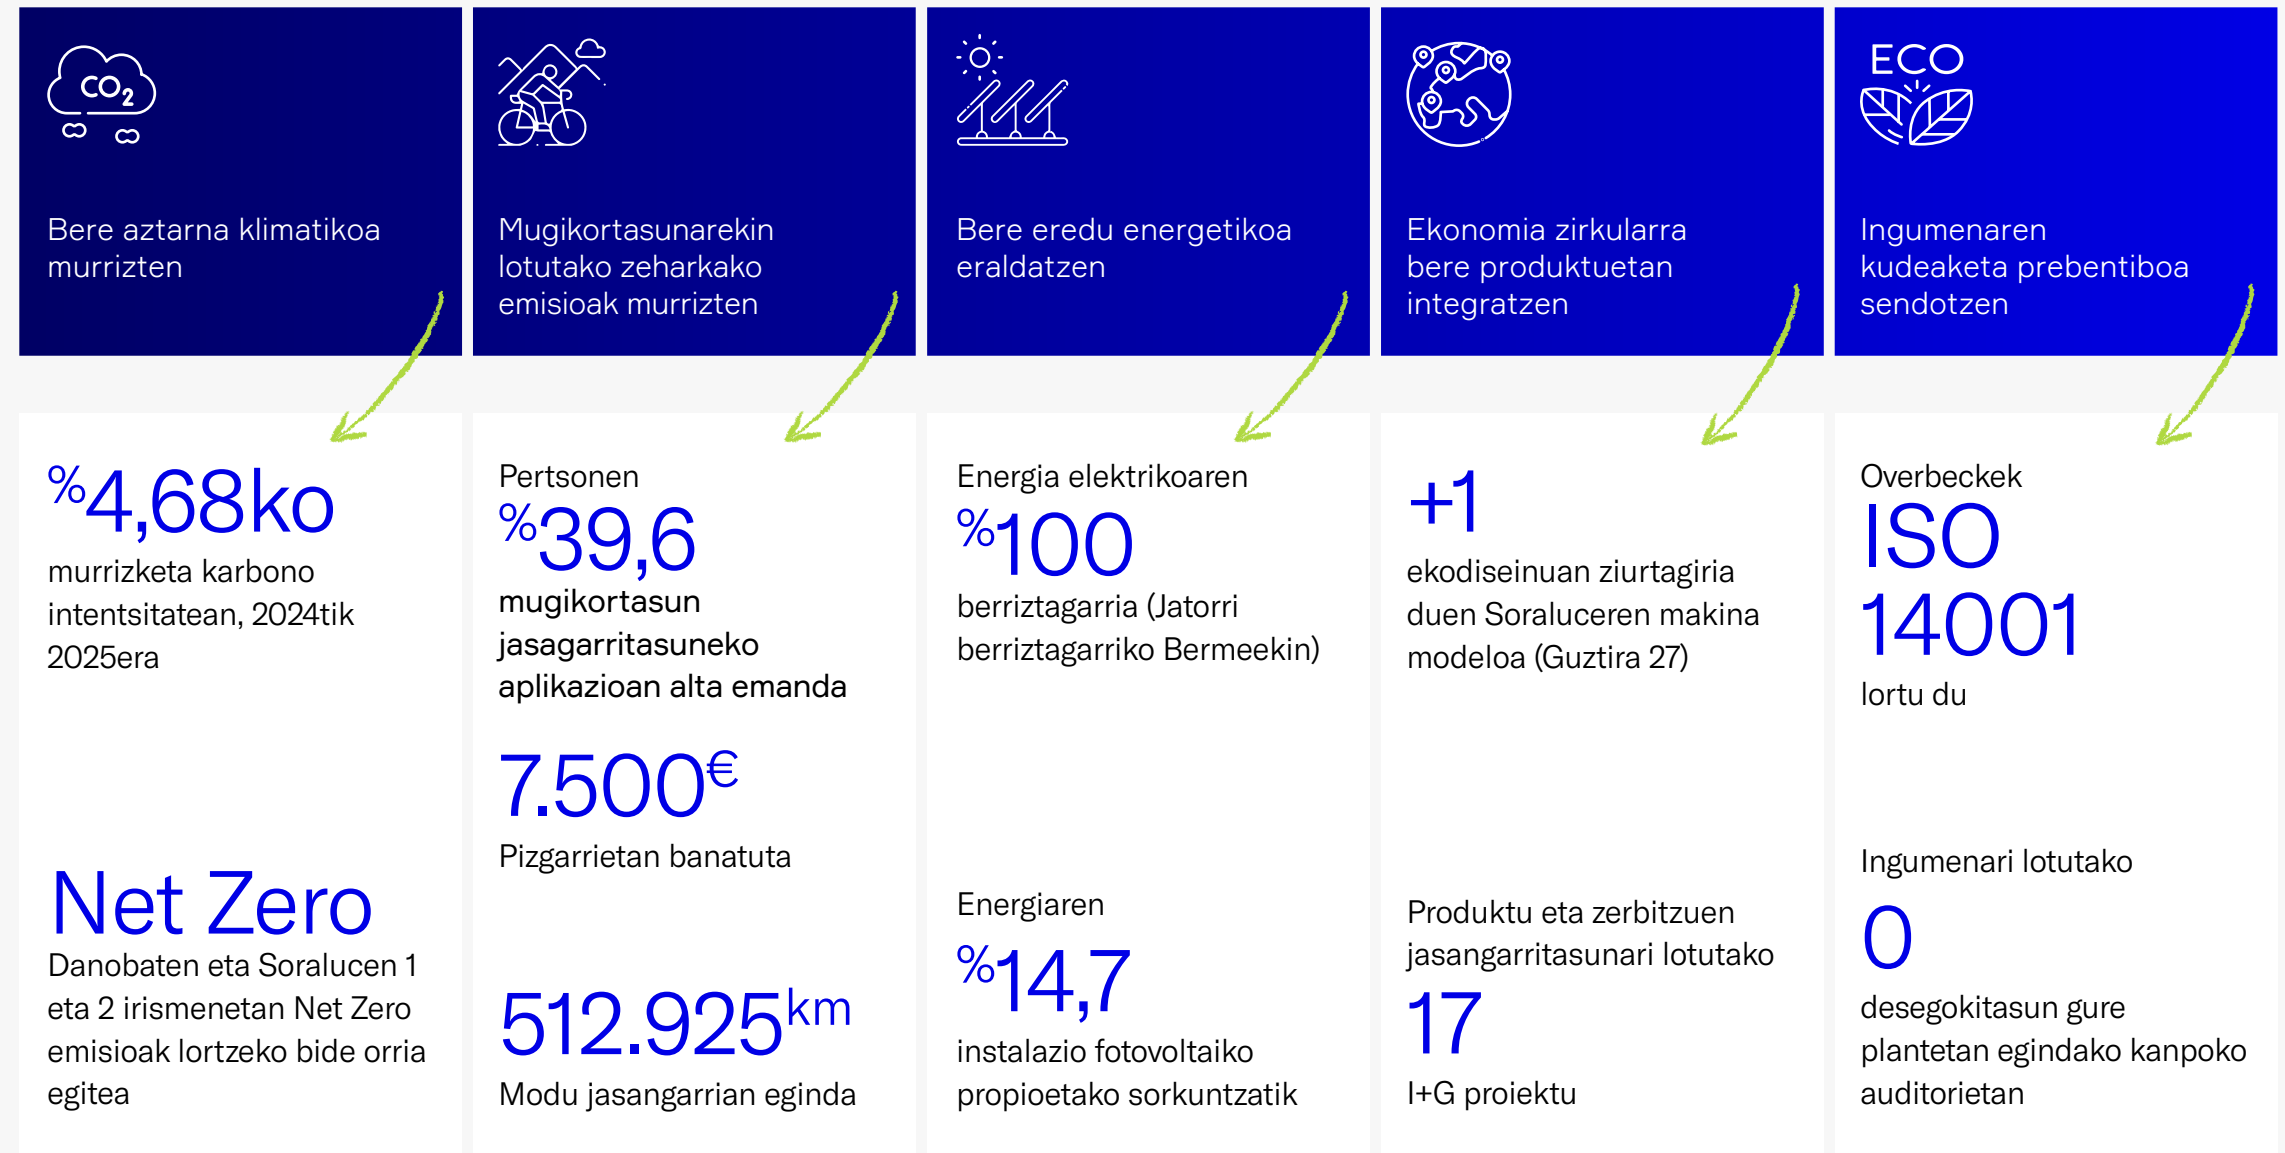 CO2
Bere aztarna klimatikoa
murrizten
Mugikortasunarekin
lotutako zeharkako
emisioak murrizten
Bere eredu energetikoa
eraldatzen
Ekonomia zirkularra
bere produktuetan
integratzen
ECO
Ingumenaren
kudeaketa prebentiboa
sendotzen
%4,68ko
murrizketa karbono
intentsitatean, 2024tik
2025era
Net Zero
Danobaten eta Soralucen 1
eta 2 irismenetan Net Zero
emisioak lortzeko bide orria
egitea
Pertsonen
%39,6
mugikortasun
jasagarritasuneko
aplikazioan alta emanda
7.500€
Pizgarrietan banatuta
512.925km
Modu jasangarrian eginda
Energia elektrikoaren
%100
berriztagarria (Jatorri
berriztagarriko Bermeekin)
Energiaren
%14,7
instalazio fotovoltaiko
propioetako sorkuntzatik
+1
ekodiseinuan ziurtagiria
duen Soraluceren makina
modeloa (Guztira 27)
Produktu eta zerbitzuen
jasangarritasunari lotutako
17
I+G proiektu
Overbeckek
ISO
14001
lortu du
Ingumenari lotutako
0
desegokitasun gure
plantetan egindako kanpoko
auditorietan